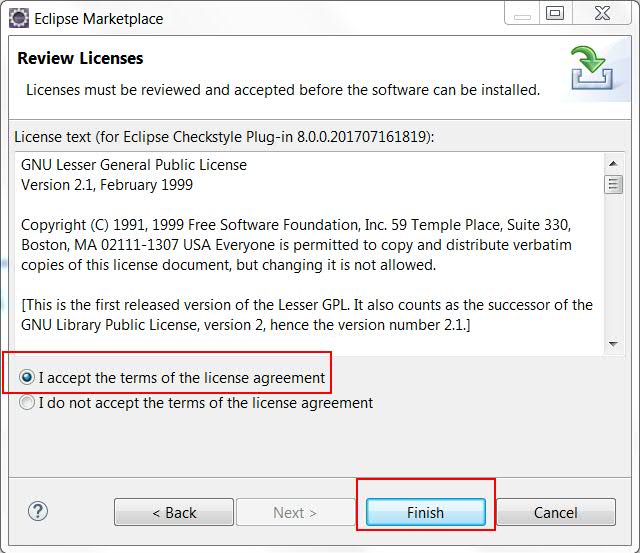 Eclipse Marketplace
Review Licenses
Licenses must be reviewed and accepted before the software can be installed.
License text (for Eclipse Checkstyle Plug-in 8.0.0.201707161819):
GNU Lesser General Public License
Version 2.1, February 1999
Copyright (C) 1991, 1999 Free Software Foundation, Inc. 59 Temple Place, Suite 330,
Boston, MA 02111-1307 USA Everyone is permitted to copy and distribute verbatim
copies of this license document, but changing it is not allowed.
[This is the first released version of the Lesser GPL. It also counts as the successor of the
GNU Library Public License, version 2, hence the version number 2.1.]
I accept the terms of the license agreement
I do not accept the terms of the license agreement
? < Back Next > Finish Cancel